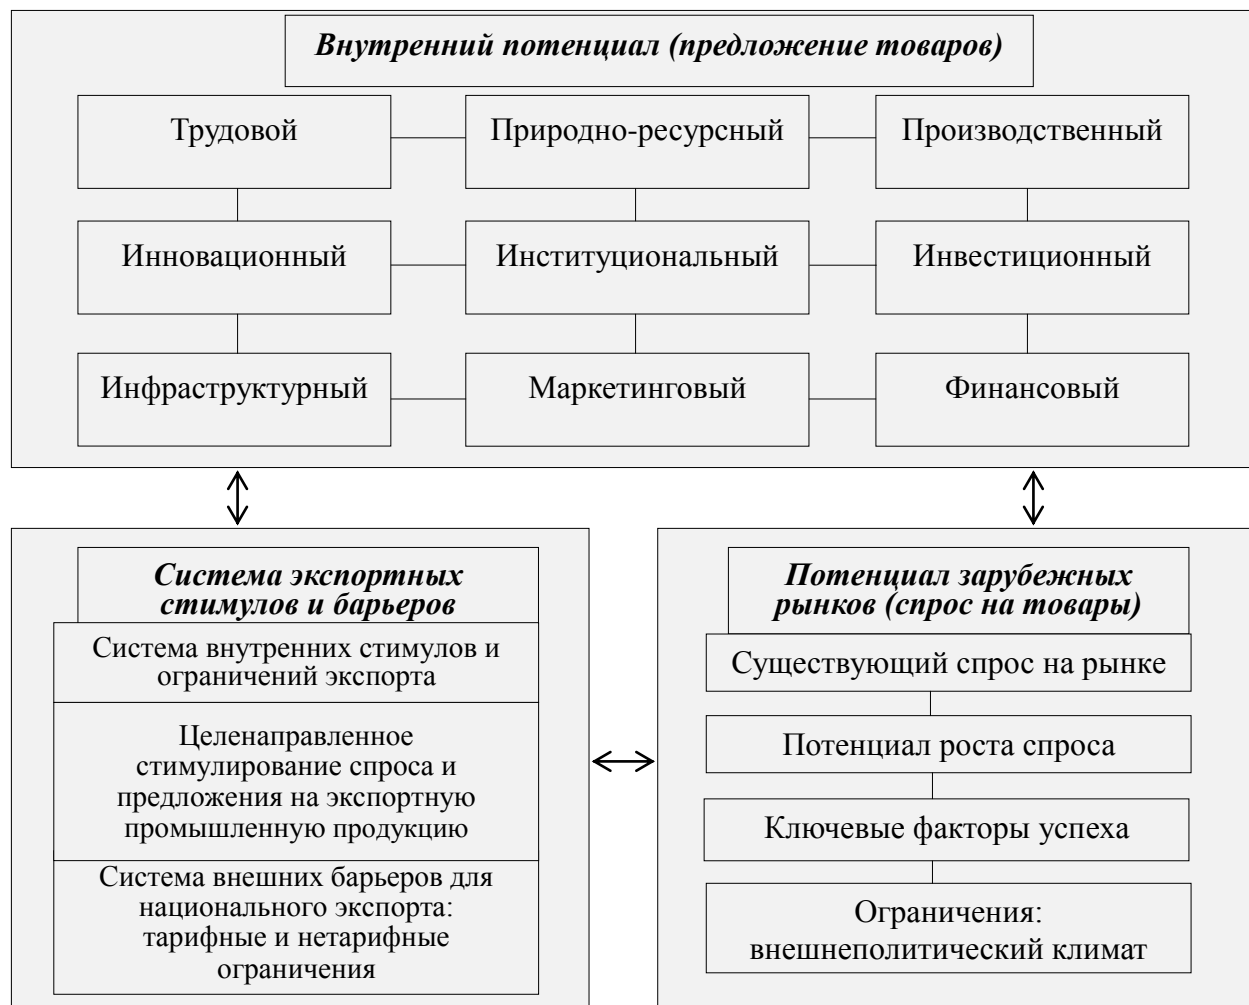 Внутренний потенциал (предложение товаров)
Трудовой
Природно-ресурсный
Производственный
Инновационный
Институциональный
Инвестиционный
Инфраструктурный
Маркетинговый
Финансовый
Система экспортных
стимулов и барьеров
Система внутренних стимулов и
ограничений экспорта
Целенаправленное
стимулирование спроса и
предложения на экспортную
промышленную продукцию
Система внешних барьеров для
национального экспорта:
тарифные и нетарифные
ограничения
Потенциал зарубежных
рынков (спрос на товары)
Существующий спрос на рынке
Потенциал роста спроса
Ключевые факторы успеха
Ограничения:
внешнеполитический климат